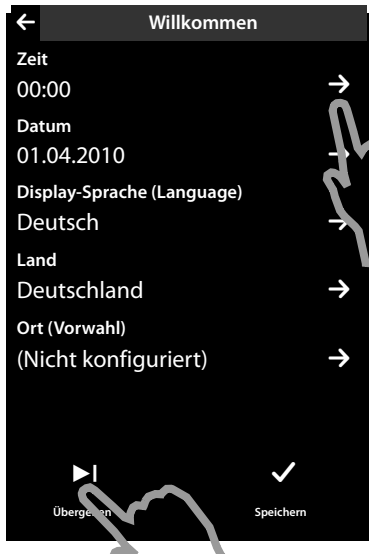 Willkommen
Zeit
00:00
Datum
01.04.2010
Display-Sprache (Language)
Deutsch
Land
Deutschland
Ort (Vorwahl)
(Nicht konfiguriert)
Übergehen
Speichern